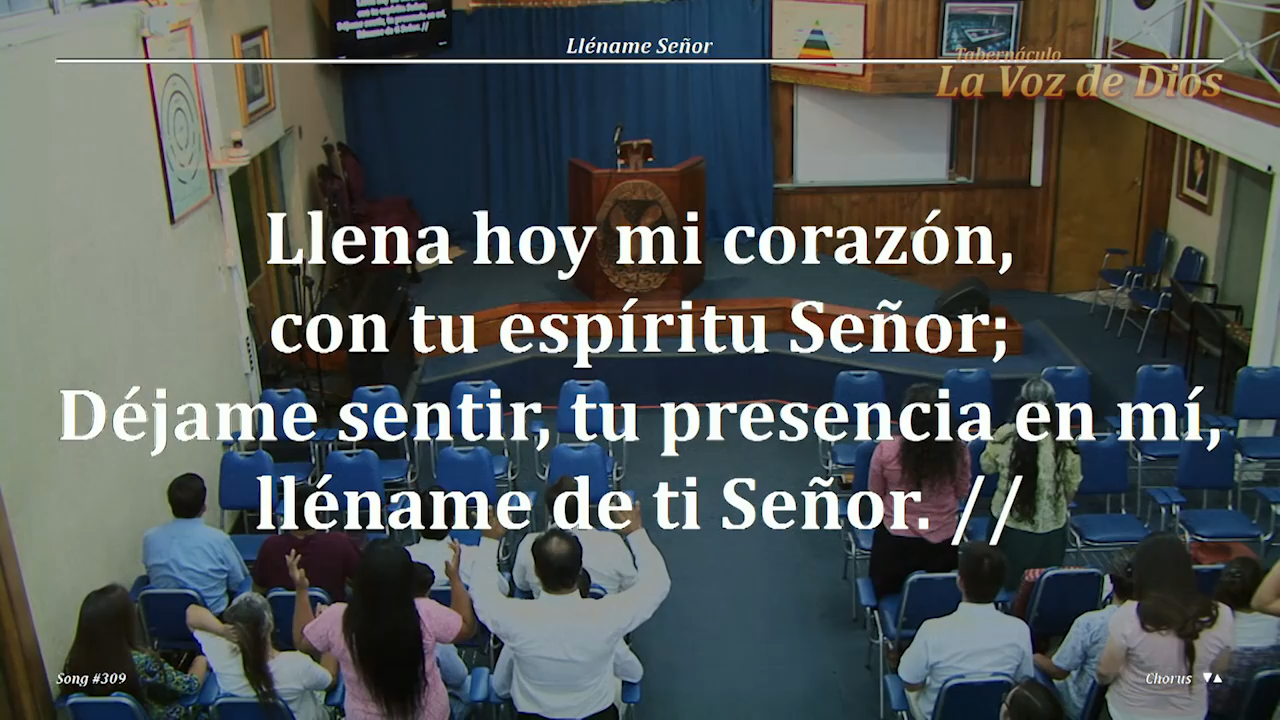 Lléname Señor
Tabernáculo
La Voz de Dios
Llena hoy mi corazón,
con tu espíritu Señor;
Déjame sentir, tu presencia en mí,
lléname de ti Señor. //
Song #309
Chorus ▼▲